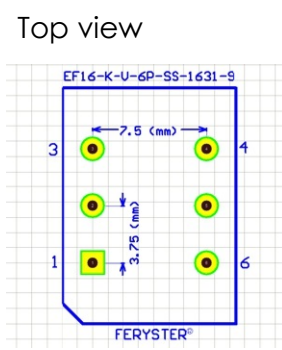 Top view
EF16-K-V-6P-SS-1631-9
7.5 (mm)
3
4
3.75 (mm)
1
6
FERYSTER®